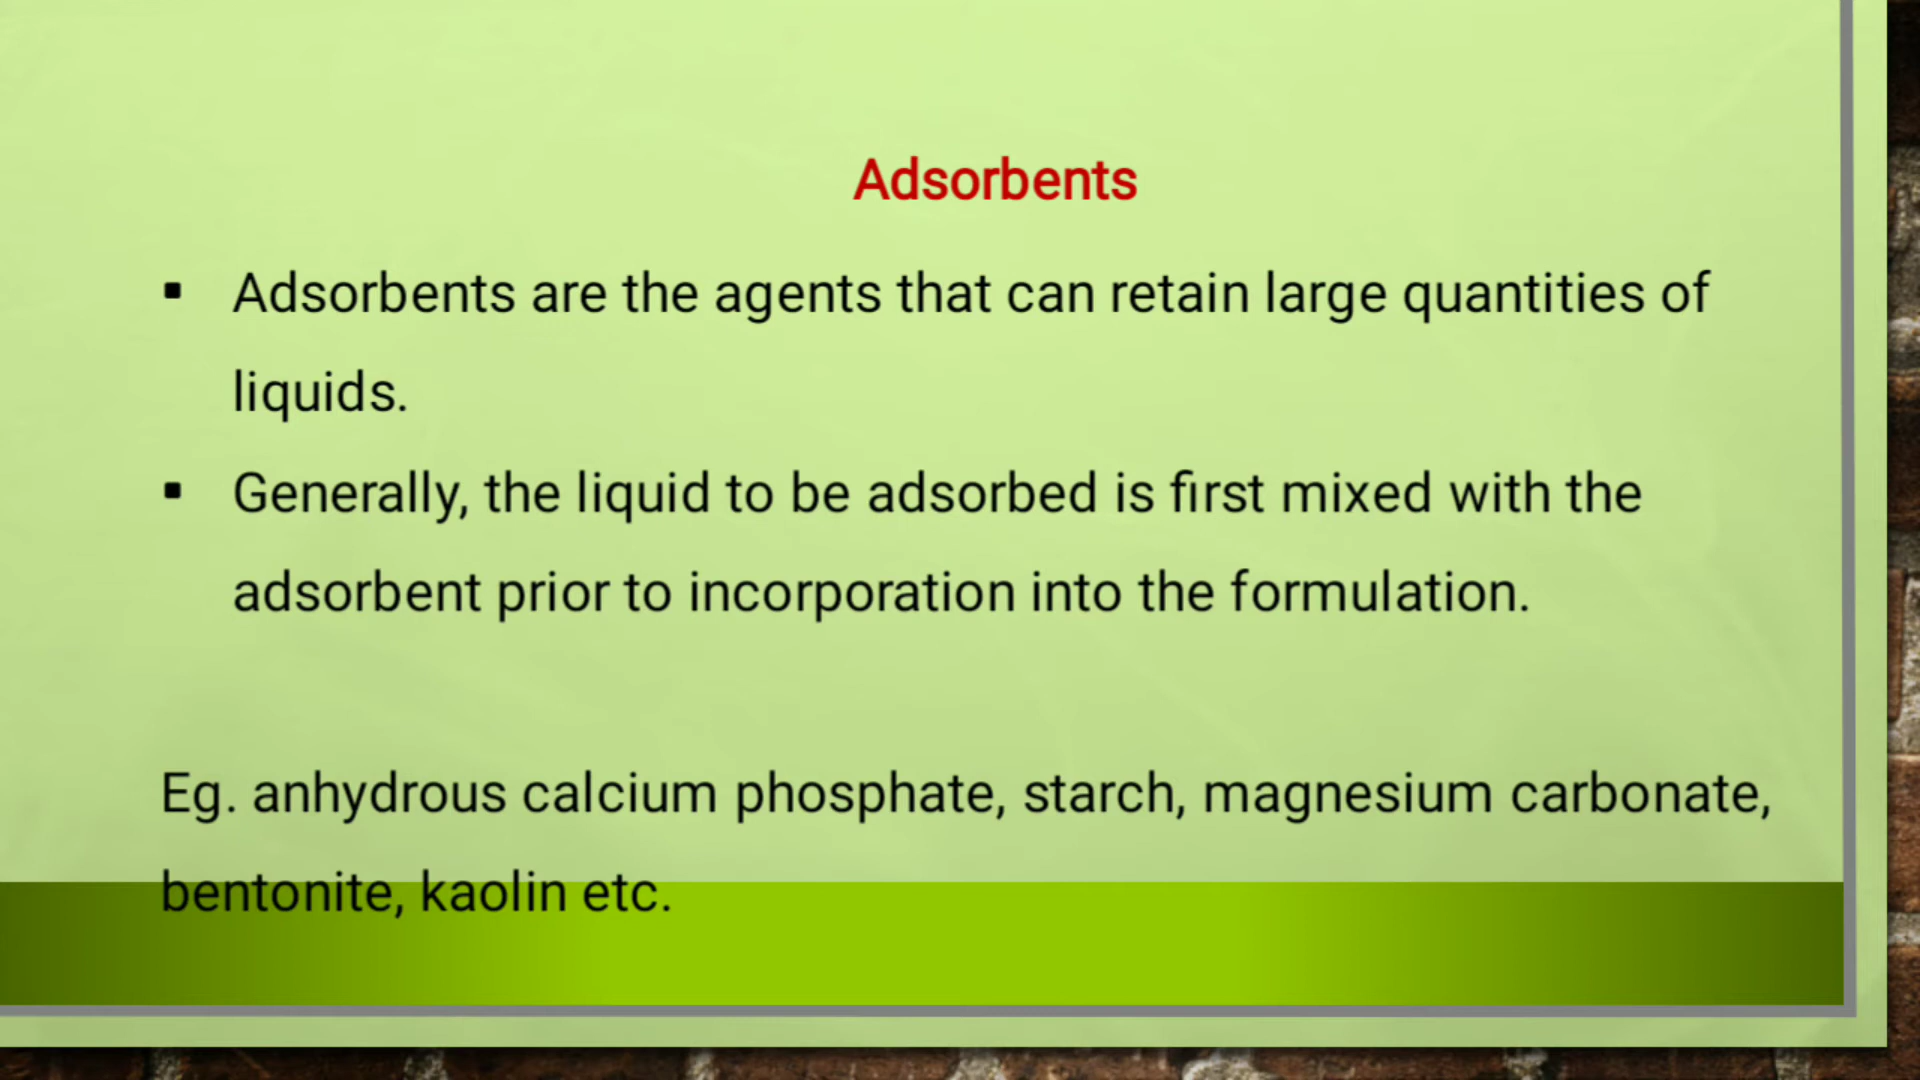 Adsorbents
▪ Adsorbents are the agents that can retain large quantities of
liquids.
▪ Generally, the liquid to be adsorbed is first mixed with the
adsorbent prior to incorporation into the formulation.
Eg. anhydrous calcium phosphate, starch, magnesium carbonate,
bentonite, kaolin etc.